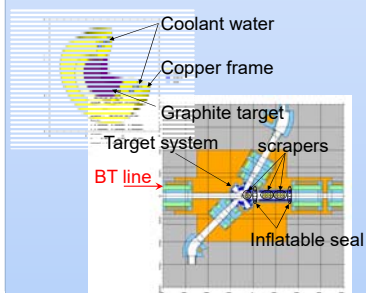 Coolant water
Copper frame
Graphite target
Target system
scrapers
BT line
Inflatable seal